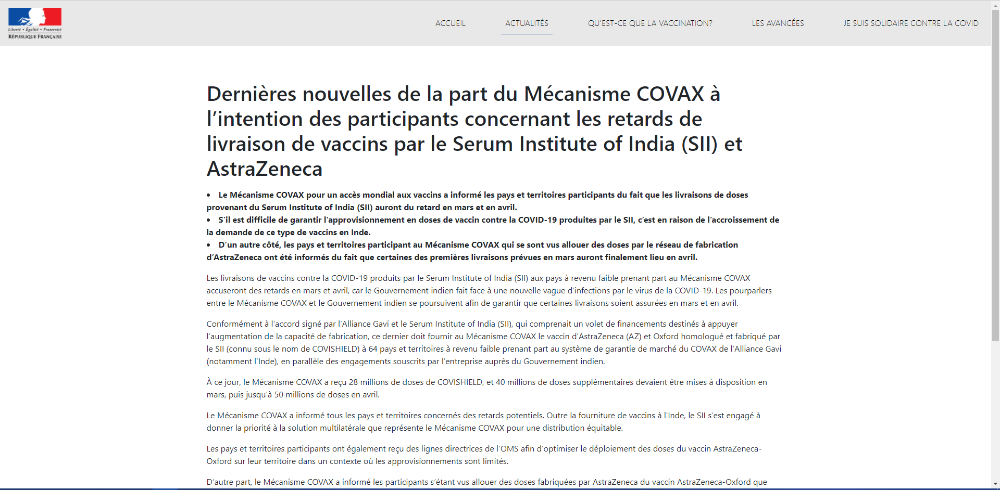 Liberté • Égalité • Fraternité
RÉPUBLIQUE FRANÇAISE
ACCUEIL
ACTUALITÉS
QU'EST-CE QUE LA VACCINATION?
LES AVANCÉES
JE SUIS SOLIDAIRE CONTRE LA COVID
Dernières nouvelles de la part du Mécanisme COVAX à
l’intention des participants concernant les retards de
livraison de vaccins par le Serum Institute of India (SII) et
AstraZeneca
• Le Mécanisme COVAX pour un accès mondial aux vaccins a informé les pays et territoires participants du fait que les livraisons de doses
provenant du Serum Institute of India (SII) auront du retard en mars et en avril.
• S’il est difficile de garantir l’approvisionnement en doses de vaccin contre la COVID-19 produites par le SII, c’est en raison de l’accroissement de
la demande de ce type de vaccins en Inde.
• D’un autre côté, les pays et territoires participant au Mécanisme COVAX qui se sont vus allouer des doses par le réseau de fabrication
d’AstraZeneca ont été informés du fait que certaines des premières livraisons prévues en mars auront finalement lieu en avril.
Les livraisons de vaccins contre la COVID-19 produits par le Serum Institute of India (SII) aux pays à revenu faible prenant part au Mécanisme COVAX
accuseront des retards en mars et avril, car le Gouvernement indien fait face à une nouvelle vague d’infections par le virus de la COVID-19. Les pourparlers
entre le Mécanisme COVAX et le Gouvernement indien se poursuivent afin de garantir que certaines livraisons soient assurées en mars et en avril.
Conformément à l'accord signé par l’Alliance Gavi et le Serum Institute of India (SII), qui comprenait un volet de financements destinés à appuyer
l’augmentation de la capacité de fabrication, ce dernier doit fournir au Mécanisme COVAX le vaccin d’AstraZeneca (AZ) et Oxford homologué et fabriqué par
le SII (connu sous le nom de COVISHIELD) à 64 pays et territoires à revenu faible prenant part au système de garantie de marché du COVAX de l’Alliance Gavi
(notamment l’Inde), en parallèle des engagements souscrits par l’entreprise auprès du Gouvernement indien.
À ce jour, le Mécanisme COVAX a reçu 28 millions de doses de COVISHIELD, et 40 millions de doses supplémentaires devaient être mises à disposition en
mars, puis jusqu’à 50 millions de doses en avril.
Le Mécanisme COVAX a informé tous les pays et territoires concernés des retards potentiels. Outre la fourniture de vaccins à l’Inde, le SII s’est engagé à
donner la priorité à la solution multilatérale que représente le Mécanisme COVAX pour une distribution équitable.
Les pays et territoires participants ont également reçu des lignes directrices de l’OMS afin d’optimiser le déploiement des doses du vaccin AstraZeneca-
Oxford sur leur territoire dans un contexte où les approvisionnements sont limités.
D’autre part, le Mécanisme COVAX a informé les participants s’étant vus allouer des doses fabriquées par AstraZeneca du vaccin AstraZeneca-Oxford que